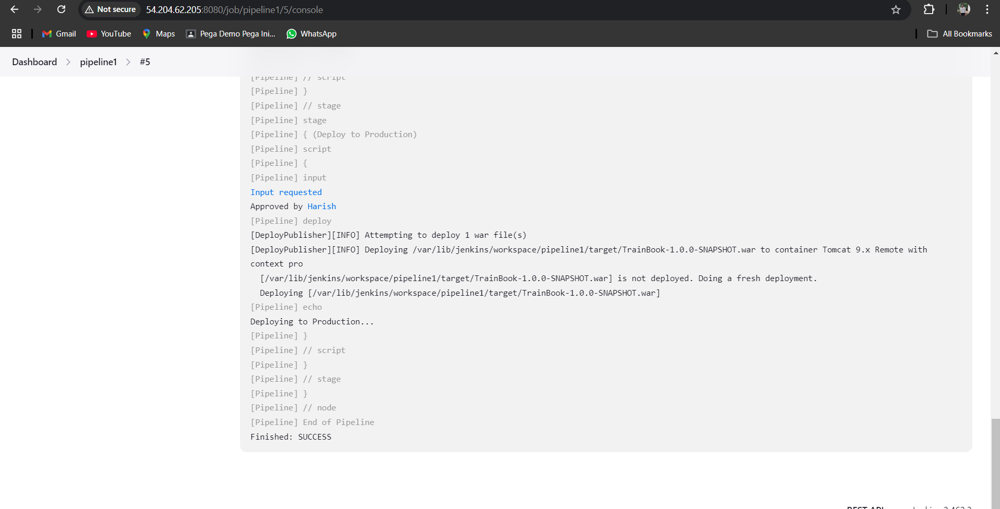 Not secure 54.204.62.205:8080/job/pipeline1/5/console
Gmail YouTube Maps Pega Demo Pega Ini... WhatsApp All Bookmarks
Dashboard > pipeline1 > #5
[Pipeline] // script
[Pipeline] }
[Pipeline] // stage
[Pipeline] stage
[Pipeline] { (Deploy to Production)
[Pipeline] script
[Pipeline] {
[Pipeline] input
Input requested
Approved by Harish
[Pipeline] deploy
[DeployPublisher][INFO] Attempting to deploy 1 war file(s)
[DeployPublisher][INFO] Deploying /var/lib/jenkins/workspace/pipeline1/target/TrainBook-1.0.0-SNAPSHOT.war to container Tomcat 9.x Remote with
context pro
[/var/lib/jenkins/workspace/pipeline1/target/TrainBook-1.0.0-SNAPSHOT.war] is not deployed. Doing a fresh deployment.
Deploying [/var/lib/jenkins/workspace/pipeline1/target/TrainBook-1.0.0-SNAPSHOT.war]
[Pipeline] echo
Deploying to Production...
[Pipeline] }
[Pipeline] // script
[Pipeline] }
[Pipeline] // stage
[Pipeline] }
[Pipeline] // node
[Pipeline] End of Pipeline
Finished: SUCCESS
REST API